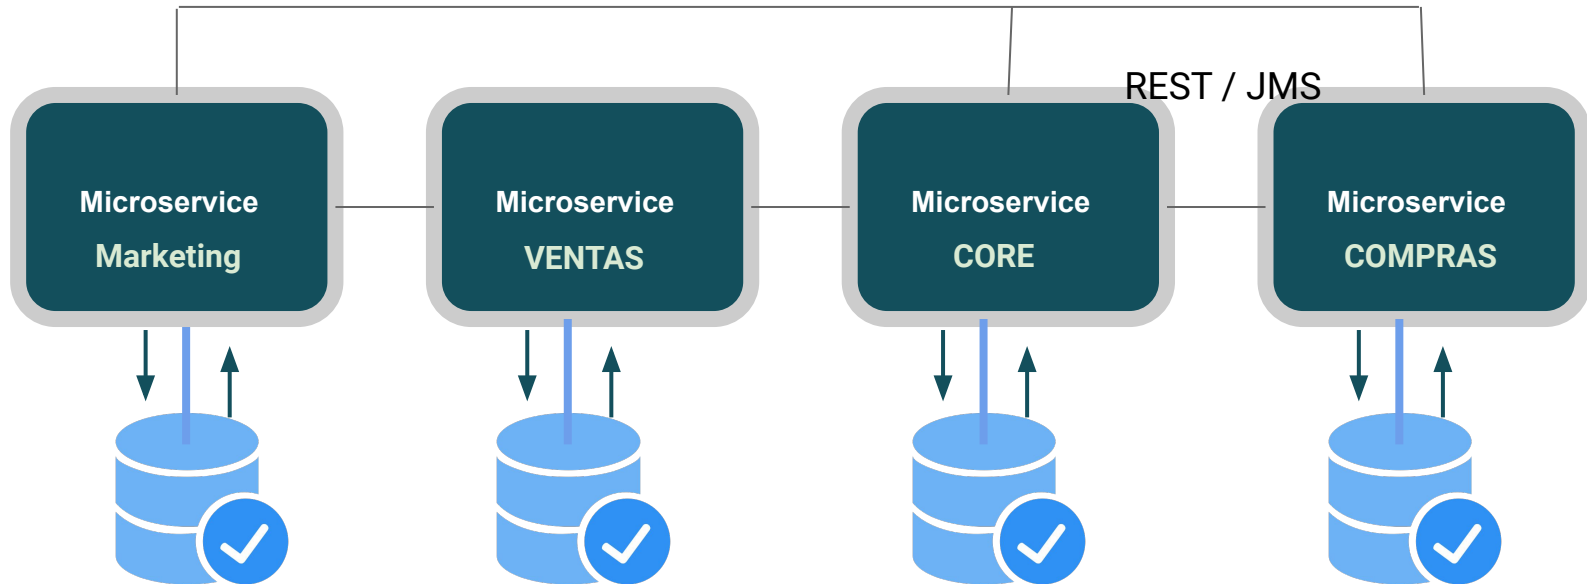 REST / JMS
Microservice
Marketing
Microservice
VENTAS
Microservice
CORE
Microservice
COMPRAS